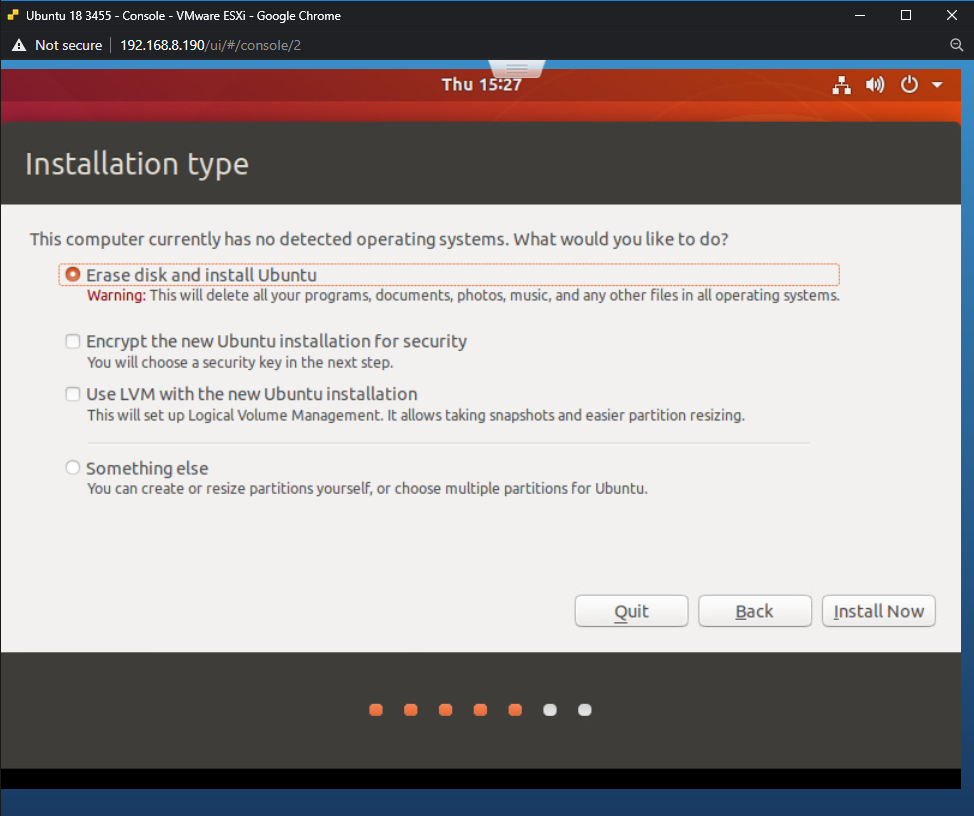 Ubuntu 18 3455 - Console - VMware ESXi - Google Chrome
Not secure 192.168.8.190/ui/#/console/2
Thu 15:27
Installation type
This computer currently has no detected operating systems. What would you like to do?
Erase disk and install Ubuntu
Warning: This will delete all your programs, documents, photos, music, and any other files in all operating systems.
Encrypt the new Ubuntu installation for security
You will choose a security key in the next step.
Use LVM with the new Ubuntu installation
This will set up Logical Volume Management. It allows taking snapshots and easier partition resizing.
Something else
You can create or resize partitions yourself, or choose multiple partitions for Ubuntu.
Quit Back Install Now